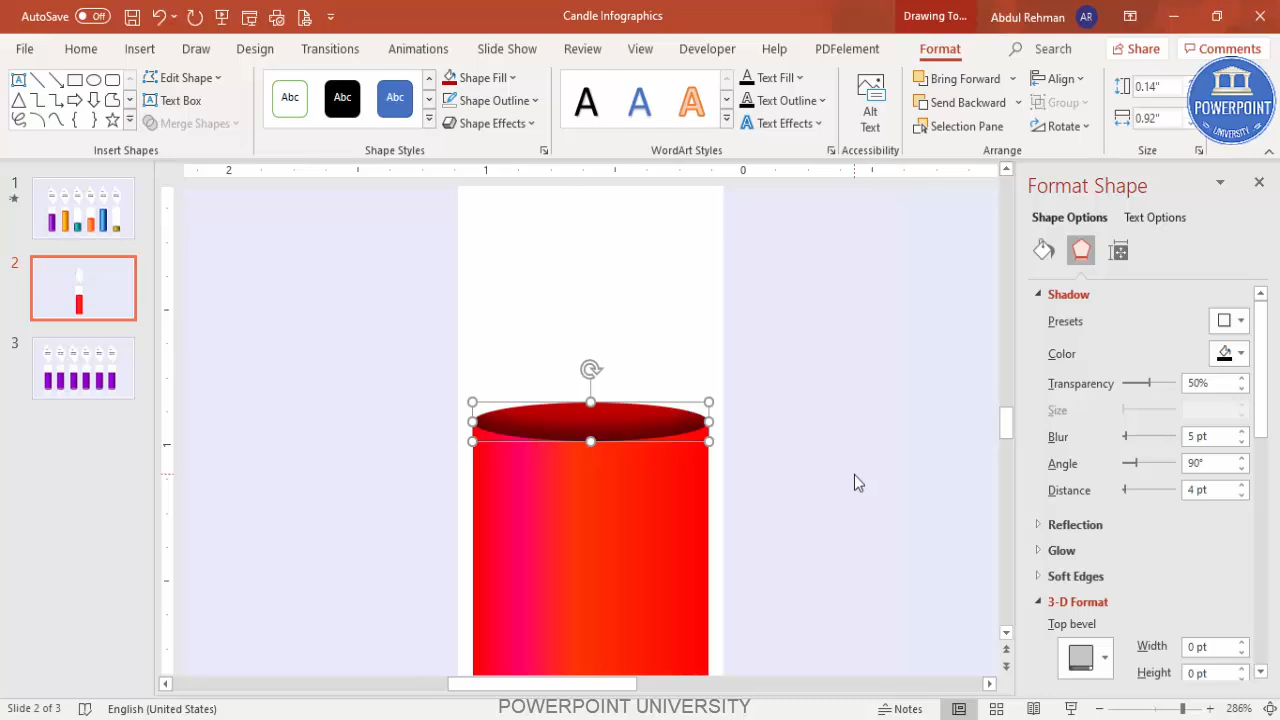 AutoSave Off
Candle Infographics
Drawing To...
Abdul Rehman AR
File Home Insert Draw Design Transitions Animations Slide Show Review View Developer Help PDFelement Format Search Share Comments
Edit Shape
Text Box
Merge Shapes
Insert Shapes
Abc Abc Abc
Shape Fill
Shape Outline
Shape Effects
Shape Styles
A A A
Text Fill
Text Outline
Text Effects
WordArt Styles
Alt
Text
Accessibility
Bring Forward
Send Backward
Selection Pane
Align
Group
Rotate
Arrange
0.14"
0.92"
Size
POWERPOINT
UNIVERSITY
2 1 0
1
2
3
1
Format Shape
Shape Options Text Options
Shadow
Presets
Color
Transparency 50%
Size
Blur 5 pt
Angle 90°
Distance 4 pt
Reflection
Glow
Soft Edges
3-D Format
Top bevel
Width 0 pt
Height 0 pt
POWERPOINT UNIVERSITY
Slide 2 of 3 English (United States) Notes 286%